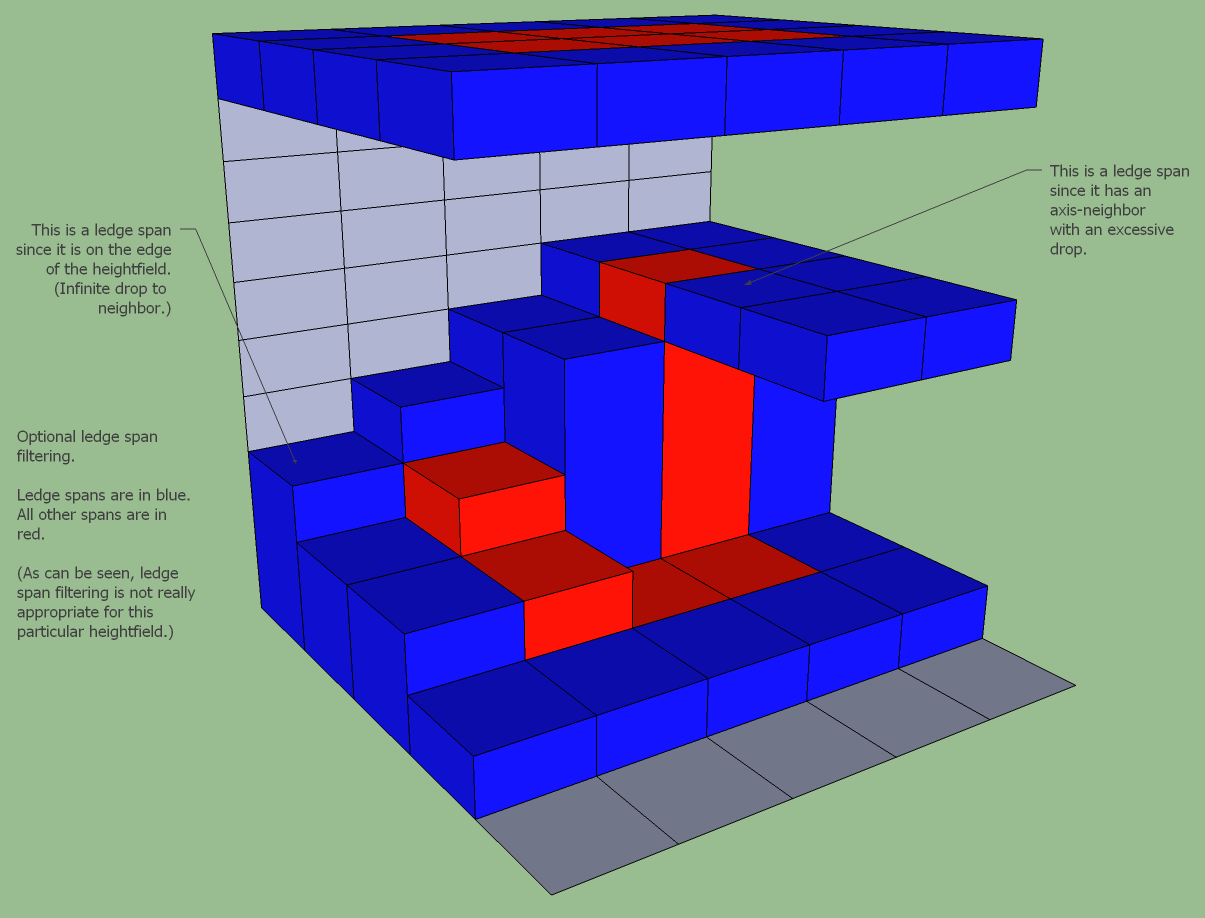 This is a ledge span
since it is on the edge
of the heightfield.
(Infinite drop to
neighbor.)
This is a ledge span
since it has an
axis-neighbor
with an excessive
drop.
Optional ledge span
filtering.
Ledge spans are in blue.
All other spans are in
red.
(As can be seen, ledge
span filtering is not really
appropriate for this
particular heightfield.)